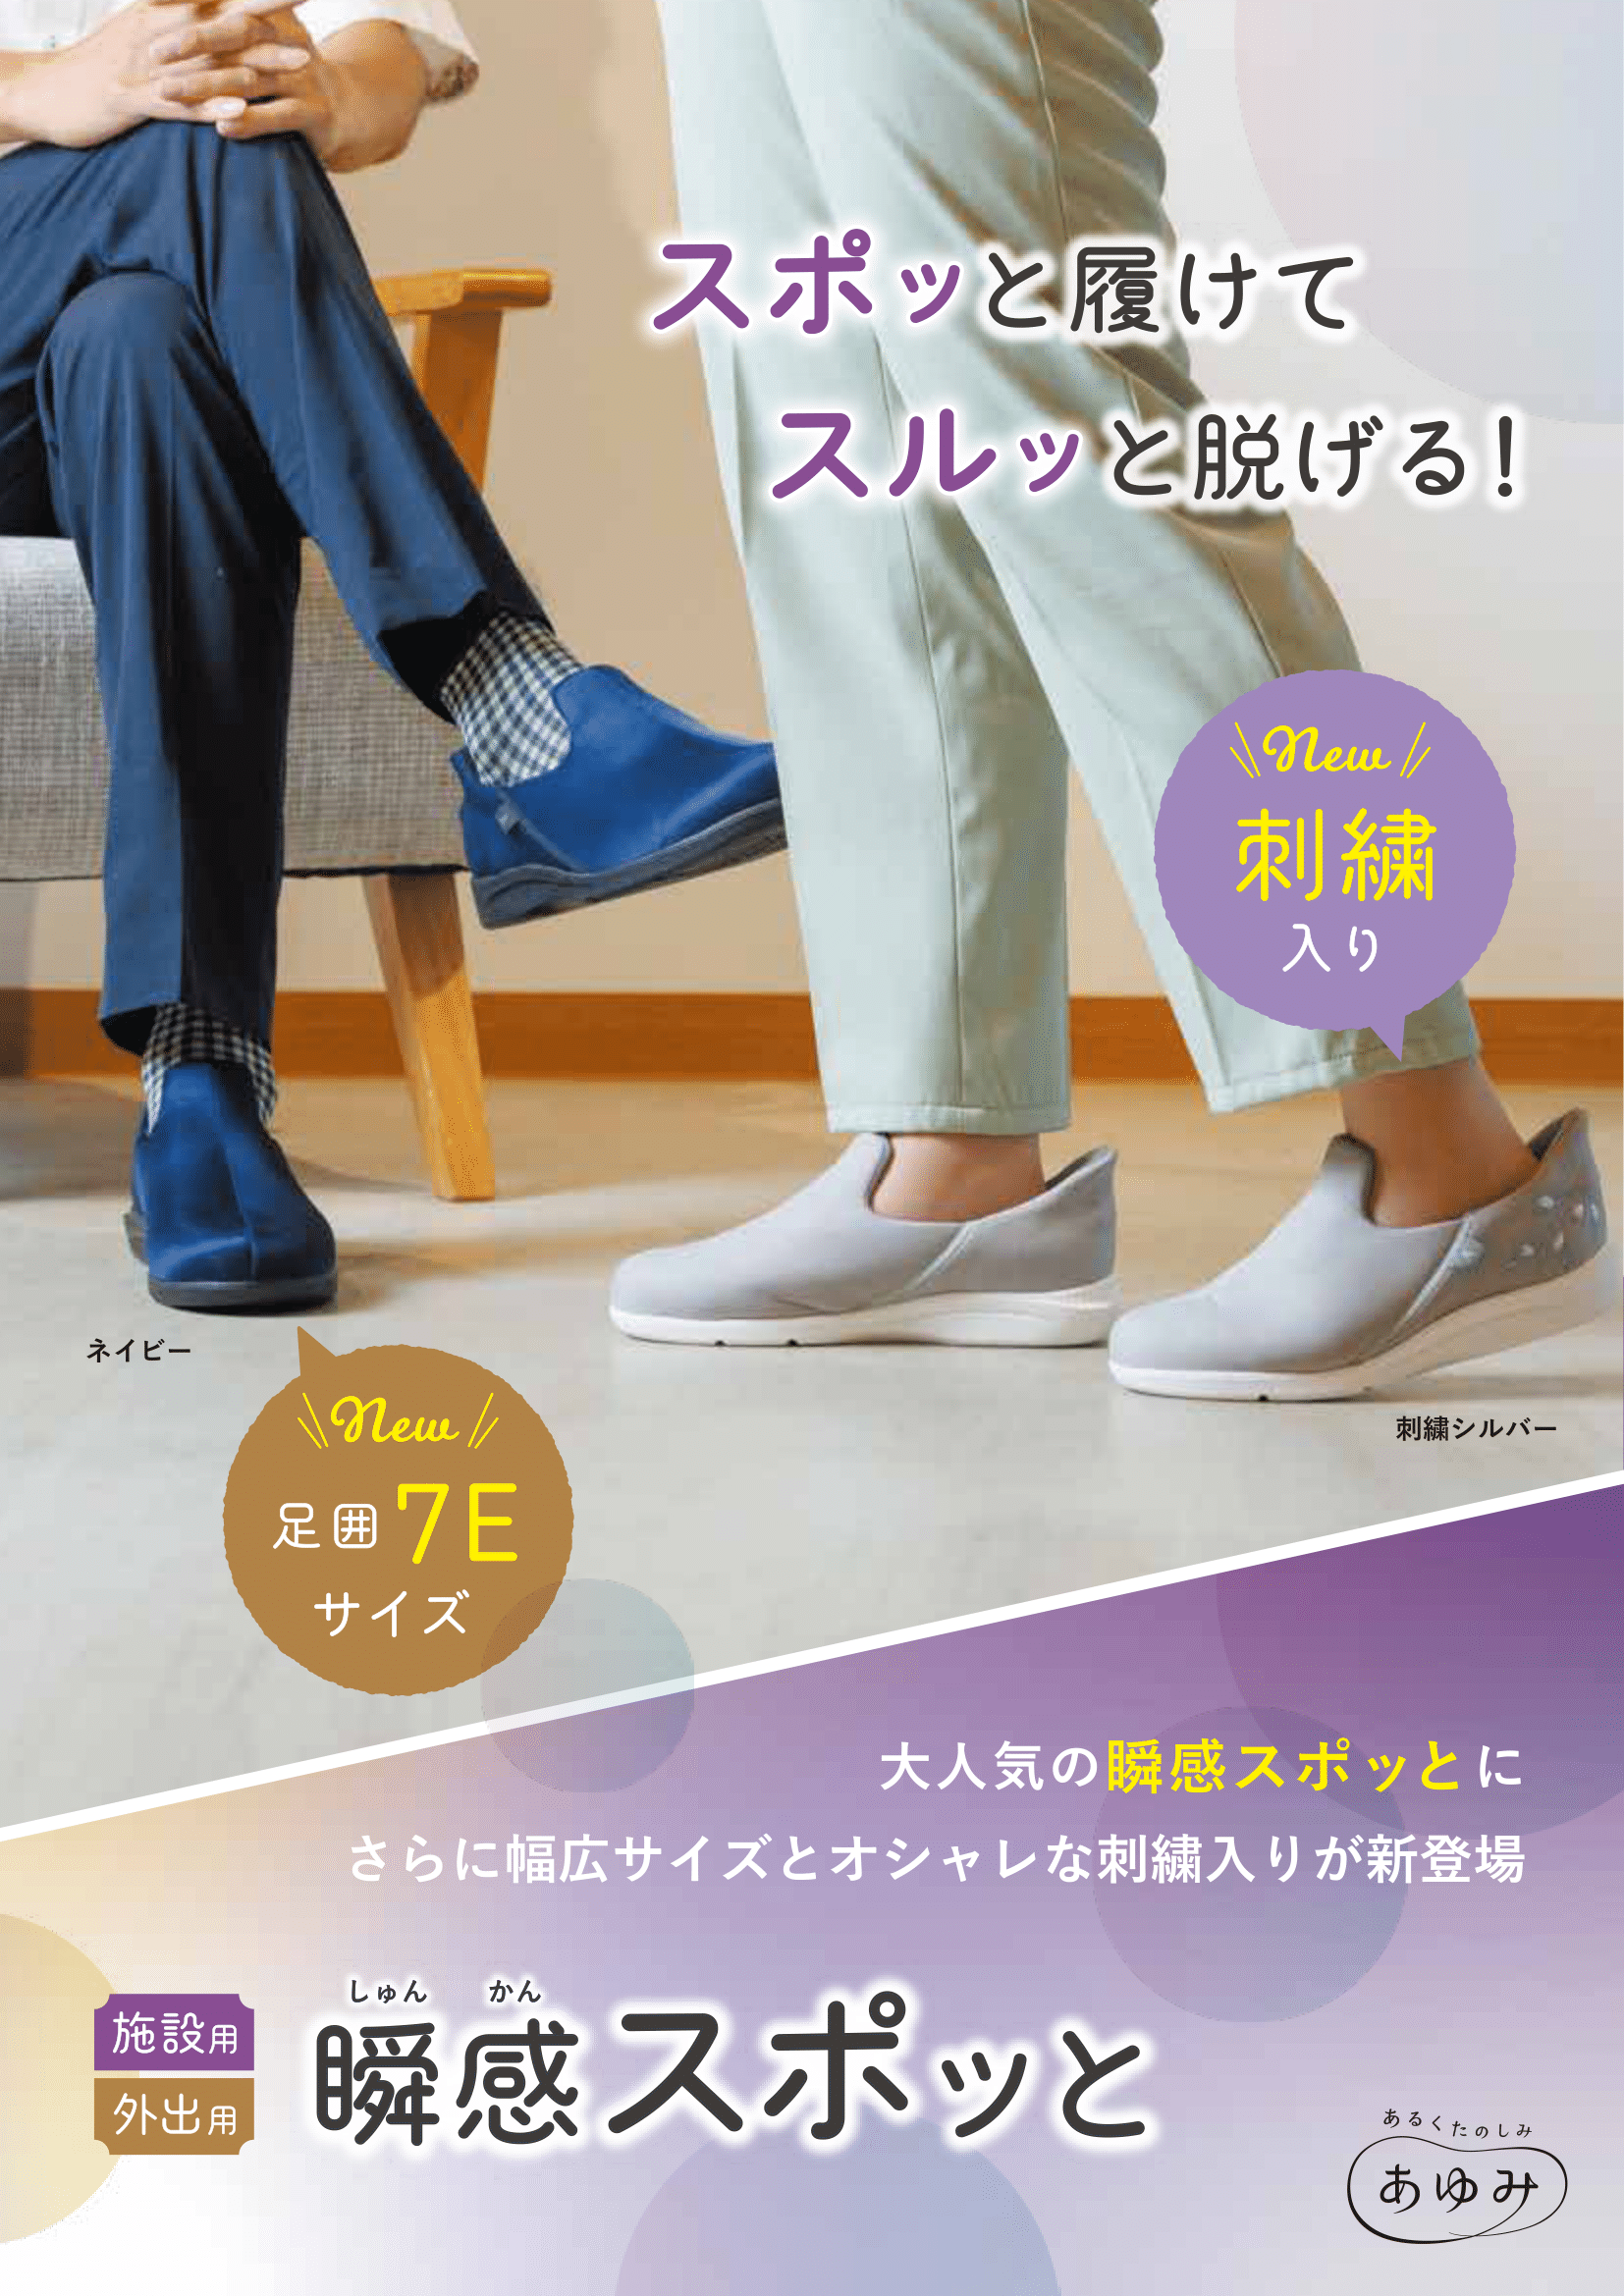 スポッと履けて
スルッと脱げる!
New
刺繍
入り
ネイビー
刺繍シルバー
New
足囲7E
サイズ
大人気の瞬感スポッとに
さらに幅広サイズとオシャレな刺繍入りが新登場
施設用
外出用
しゅん かん
瞬感スポッと
あるくたのしみ
あゆみ